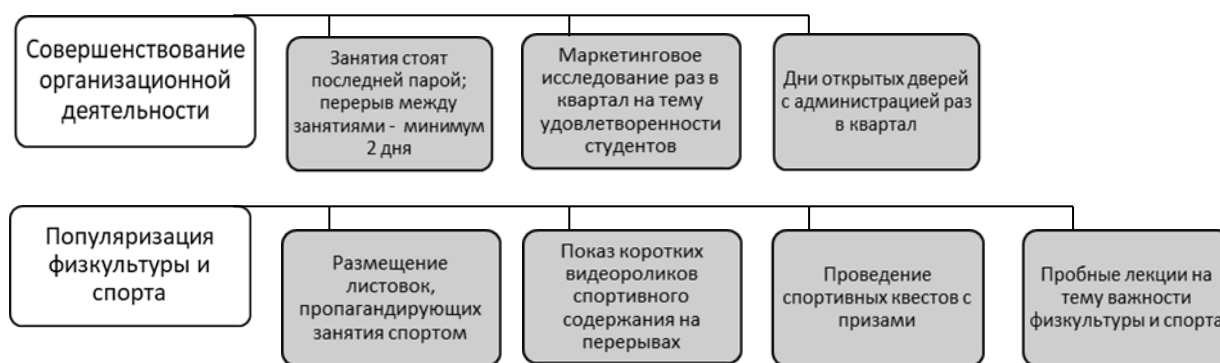 Совершенствование
организационной
деятельности
Занятия стоят
последней парой;
перерыв между
занятиями - минимум
2 дня
Маркетинговое
исследование раз в
квартал на тему
удовлетворенности
студентов
Дни открытых дверей
с администрацией раз
в квартал
Популяризация
физкультуры и
спорта
Размещение
листовок,
пропагандирующих
занятия спортом
Показ коротких
видеороликов
спортивного
содержания на
перерывах
Проведение
спортивных квестов с
призами
Пробные лекции на
тему важности
физкультуры и спорта